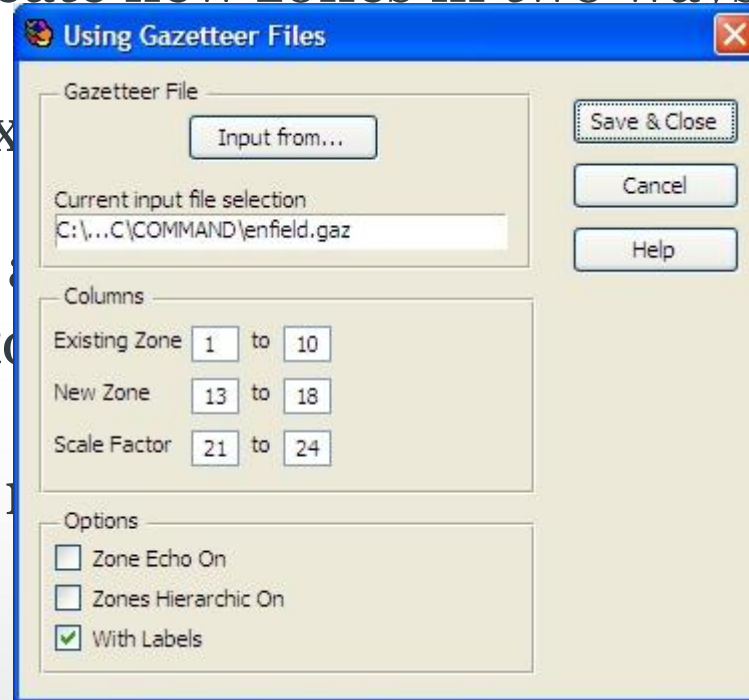 Using Gazetteer Files
Gazetteer File
Input from...
Current input file selection
C:\...C\COMMAND\enfield.gaz
Save & Close
Cancel
Help
Columns
Existing Zone 1 to 10
New Zone 13 to 18
Scale Factor 21 to 24
Options
Zone Echo On
Zones Hierarchic On
With Labels